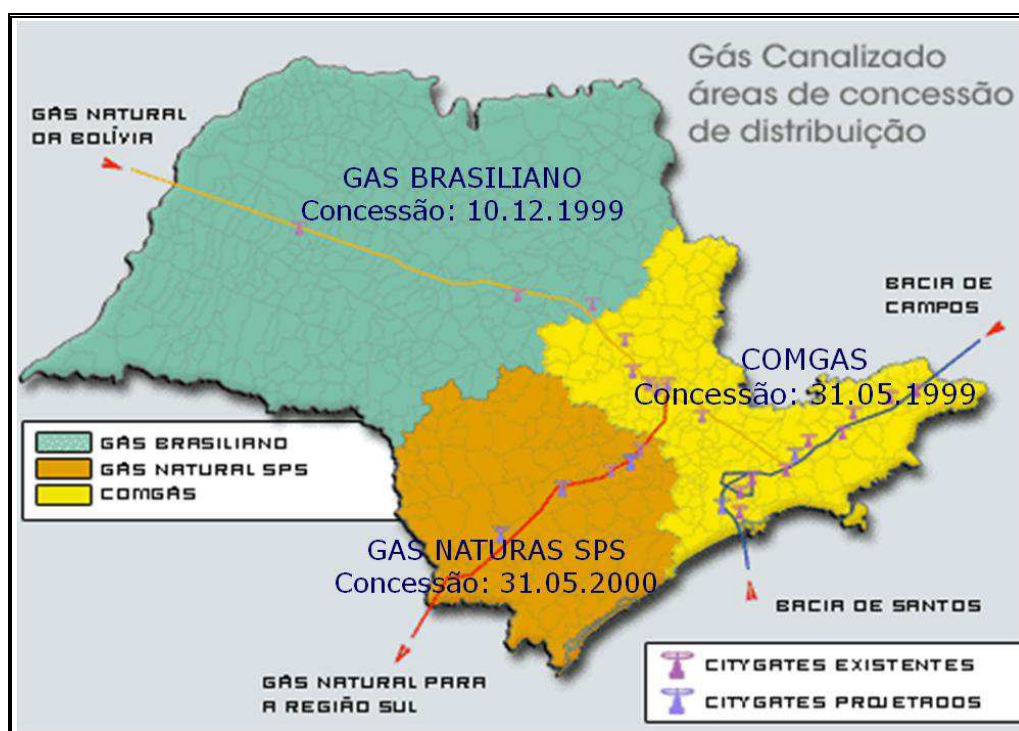 Gás Canalizado
áreas de concessão
de distribuição
GÁS NATURAL
DA BOLÍVIA
GAS BRASILIANO
Concessão: 10.12.1999
BACIA DE
CAMPOS
COMGAS
Concessão: 31.05.1999
GÁS BRASILIANO
GÁS NATURAL SPS
COMGÁS
GAS NATURAS SPS
Concessão: 31.05.2000
BACIA DE SANTOS
GÁS NATURAL PARA
A REGIÃO SUL
CITYGATES EXISTENTES
CITYGATES PROJETADOS